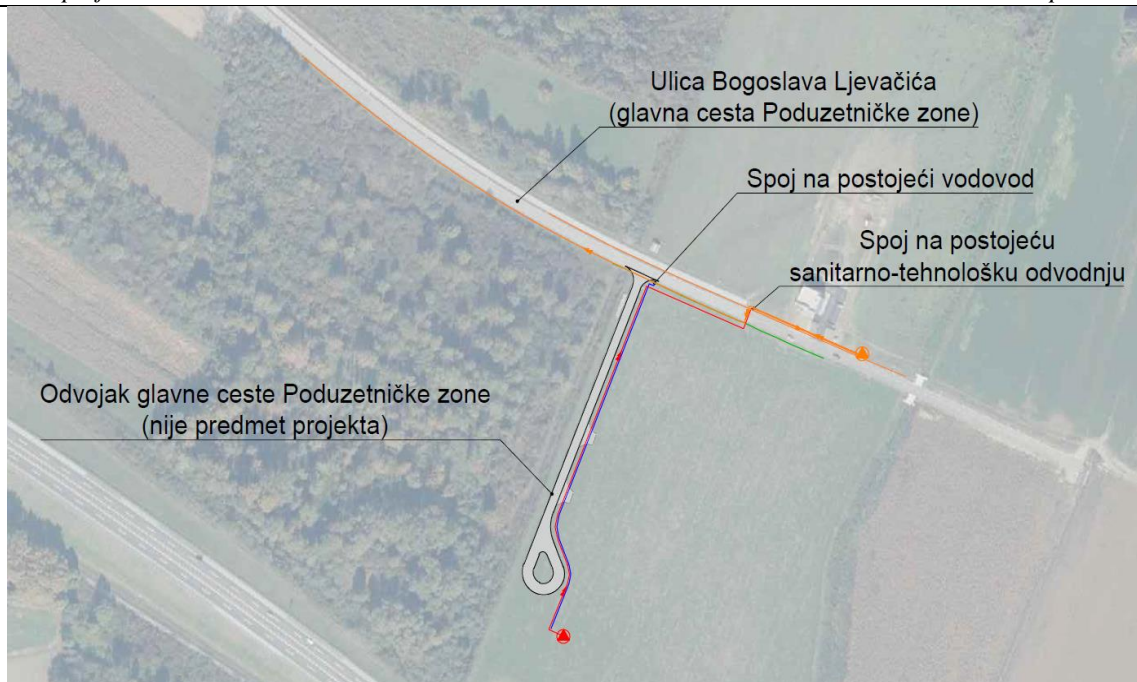 Ulica Bogoslava Ljevačića
(glavna cesta Poduzetničke zone)
Spoj na postojeći vodovod
Spoj na postojeću
sanitarno-tehnološku odvodnju
Odvojak glavne ceste Poduzetničke zone
(nije predmet projekta)